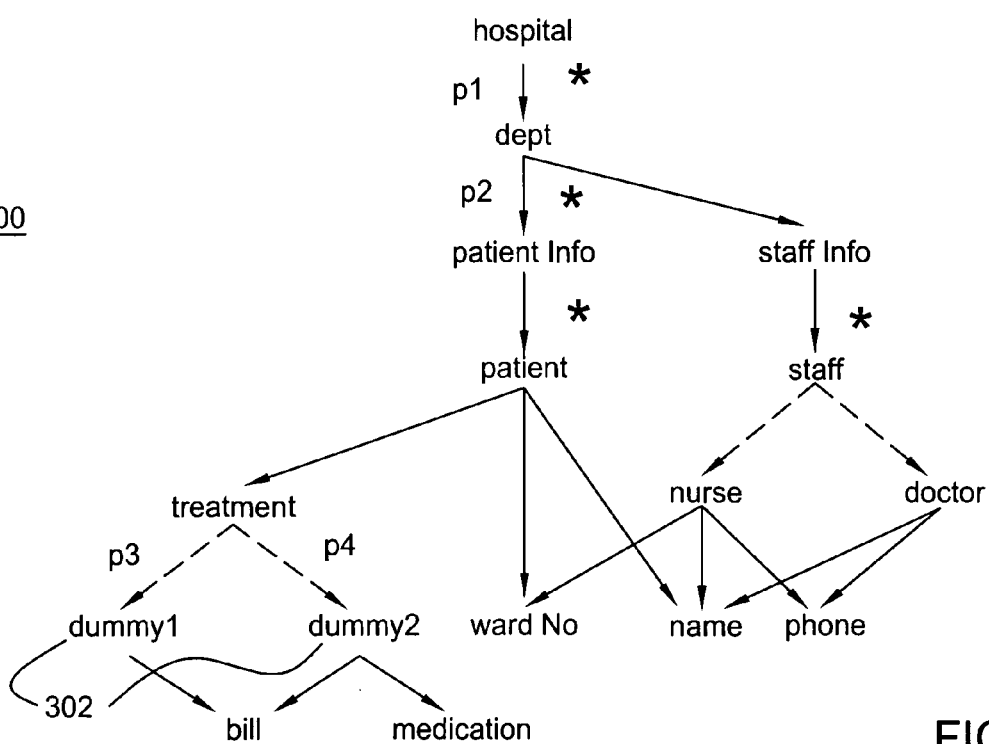 hospital
p1 *
dept
p2 *
00
patient Info staff Info
* *
patient staff
treatment nurse doctor
p3 p4
dummy1 dummy2 ward No name phone
302
bill medication
FIG